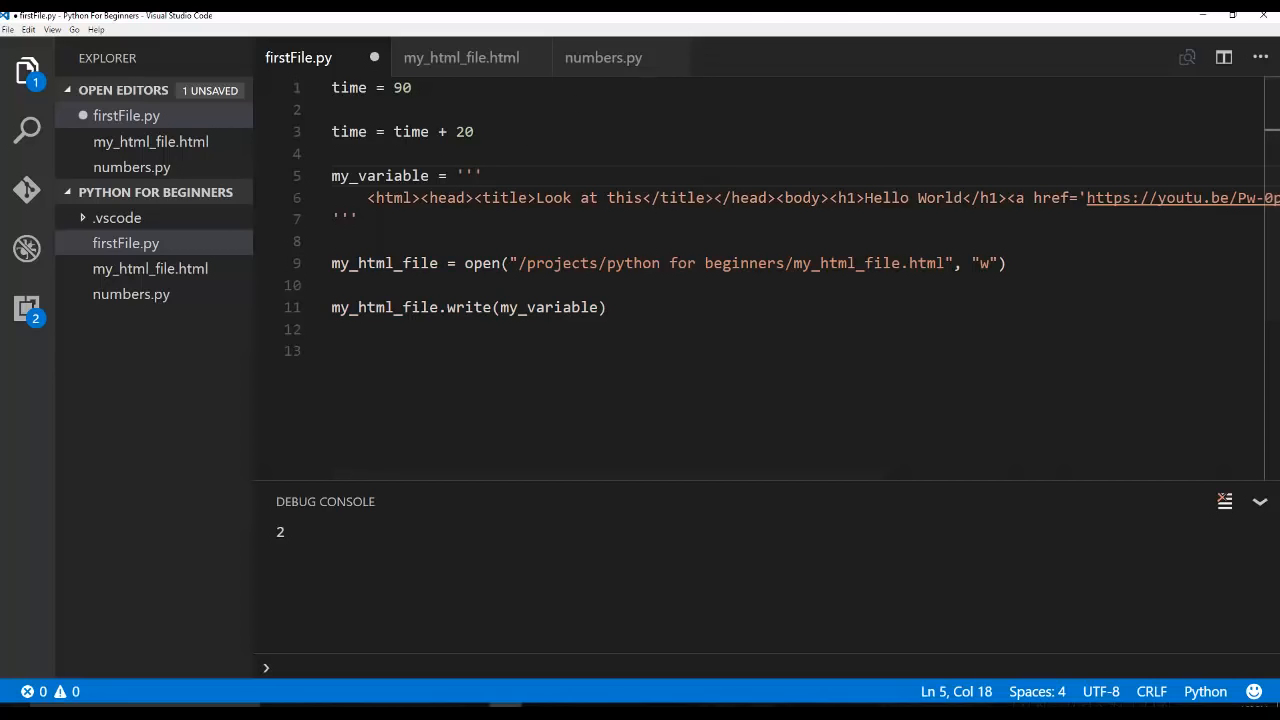 firstFile.py - Python For Beginners - Visual Studio Code
File Edit View Go Help
EXPLORER
OPEN EDITORS 1 UNSAVED
firstFile.py
my_html_file.html
numbers.py
PYTHON FOR BEGINNERS
.vscode
firstFile.py
my_html_file.html
numbers.py
1
2
firstFile.py my_html_file.html numbers.py
1 time = 90
2
3 time = time + 20
4
5 my_variable = '''
6 <html><head><title>Look at this</title></head><body><h1>Hello World</h1><a href='https://youtu.be/Pw-0p
7 '''
8
9 my_html_file = open("/projects/python for beginners/my_html_file.html", "w")
10
11 my_html_file.write(my_variable)
12
13
DEBUG CONSOLE
2
0 0 Ln 5, Col 18 Spaces: 4 UTF-8 CRLF Python